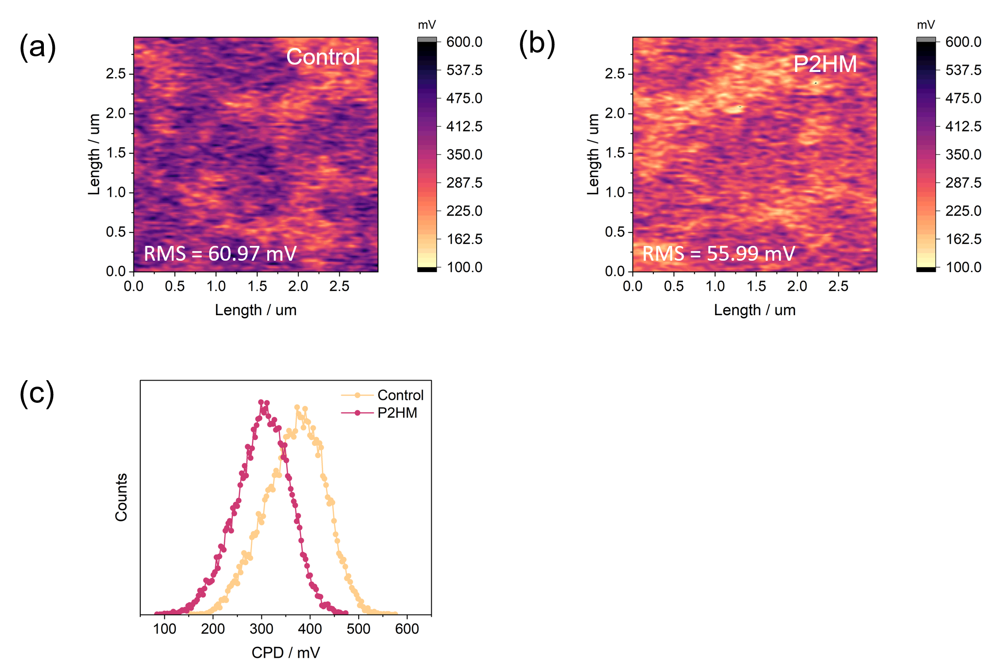 (a)
mV
Control
RMS = 60.97 mV
600.0
537.5
475.0
412.5
350.0
287.5
225.0
162.5
100.0
2.5
2.0
1.5
1.0
0.5
0.0
Length / um
0.0 0.5 1.0 1.5 2.0 2.5
Length / um
(b)
mV
P2HM
RMS = 55.99 mV
600.0
537.5
475.0
412.5
350.0
287.5
225.0
162.5
100.0
2.5
2.0
1.5
1.0
0.5
0.0
Length / um
0.0 0.5 1.0 1.5 2.0 2.5
Length / um
(c)
Control
P2HM
Counts
100 200 300 400 500 600
CPD / mV